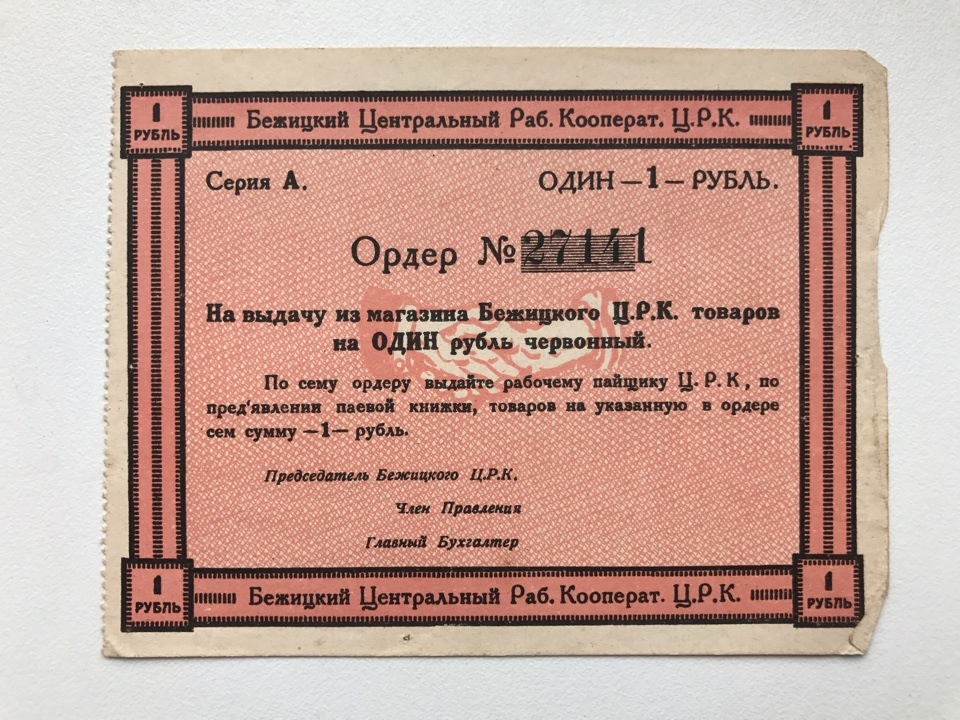 1 РУБЛЬ
Бежицкий Центральный Раб. Кооперат. Ц.Р.К.
1 РУБЛЬ
Серия А.
ОДИН —1— РУБЛЬ.
Ордер № 27141
На выдачу из магазина Бежицкого Ц.Р.К. товаров
на ОДИН рубль червонный.
По сему ордеру выдайте рабочему пайщику Ц.Р.К, по
пред'явлении паевой книжки, товаров на указанную в ордере
сем сумму —1— рубль.
Председатель Бежицкого Ц.Р.К.
Член Правления
Главный Бухгалтер
1 РУБЛЬ
Бежицкий Центральный Раб. Кооперат. Ц.Р.К.
1 РУБЛЬ